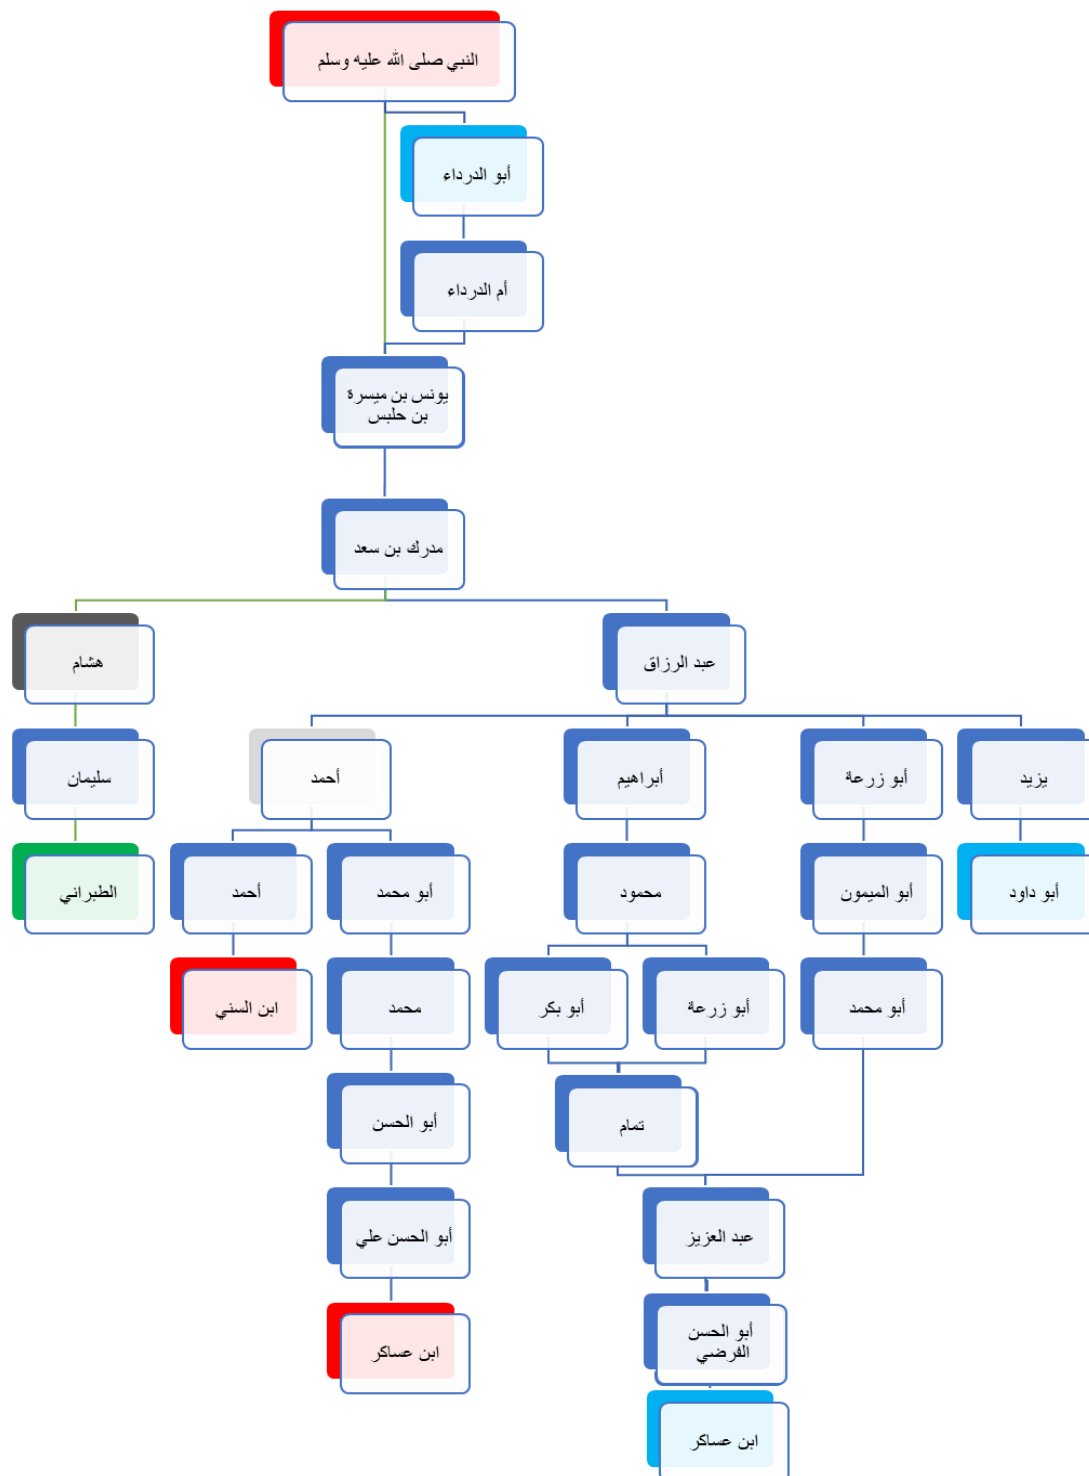 النبي صلى الله عليه وسلم
أبو الدرداء
أم الدرداء
يونس بن ميسرة
بن حلبس
مدرك بن سعد
عبد الرزاق
هشام
يزيد
أبو زرعة
أبراهيم
أحمد
سليمان
أبو داود
أبو الميمون
محمود
أبو محمد
أحمد
الطبراني
أبو محمد
أبو زرعة
أبو بكر
محمد
ابن السني
تمام
أبو الحسن
عبد العزيز
أبو الحسن علي
أبو الحسن
الفرضي
ابن عساكر
ابن عساكر